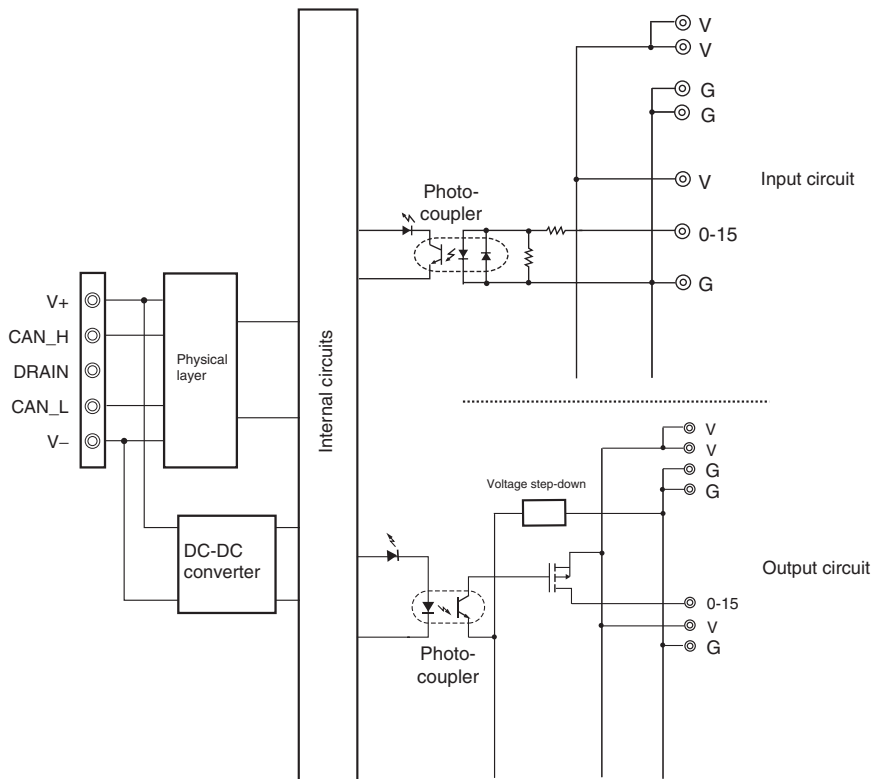 V
V
G
G
V
Input circuit
Photo-
coupler
0-15
G
V+
CAN_H
DRAIN
CAN_L
V–
Physical
layer
Internal circuits
DC-DC
converter
V
V
G
G
Voltage step-down
Output circuit
0-15
V
G
Photo-
coupler